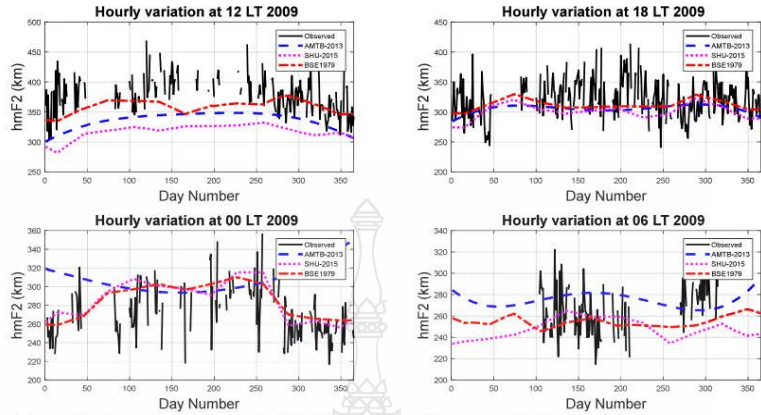 Hourly variation at 12 LT 2009
hmF2 (km)
500
450
400
350
300
250
0 50 100 150 200 250 300 350
Day Number
Observed
AMTB-2013
SHU-2015
BSE1979
Hourly variation at 18 LT 2009
hmF2 (km)
450
400
350
300
250
200
0 50 100 150 200 250 300 350
Day Number
Observed
AMTB-2013
SHU-2015
BSE1979
Hourly variation at 00 LT 2009
hmF2 (km)
360
340
320
300
280
260
240
220
200
0 50 100 150 200 250 300 350
Day Number
Observed
AMTB-2013
SHU-2015
BSE1979
Hourly variation at 06 LT 2009
hmF2 (km)
340
320
300
280
260
240
220
200
0 50 100 150 200 250 300 350
Day Number
Observed
AMTB-2013
SHU-2015
BSE1979